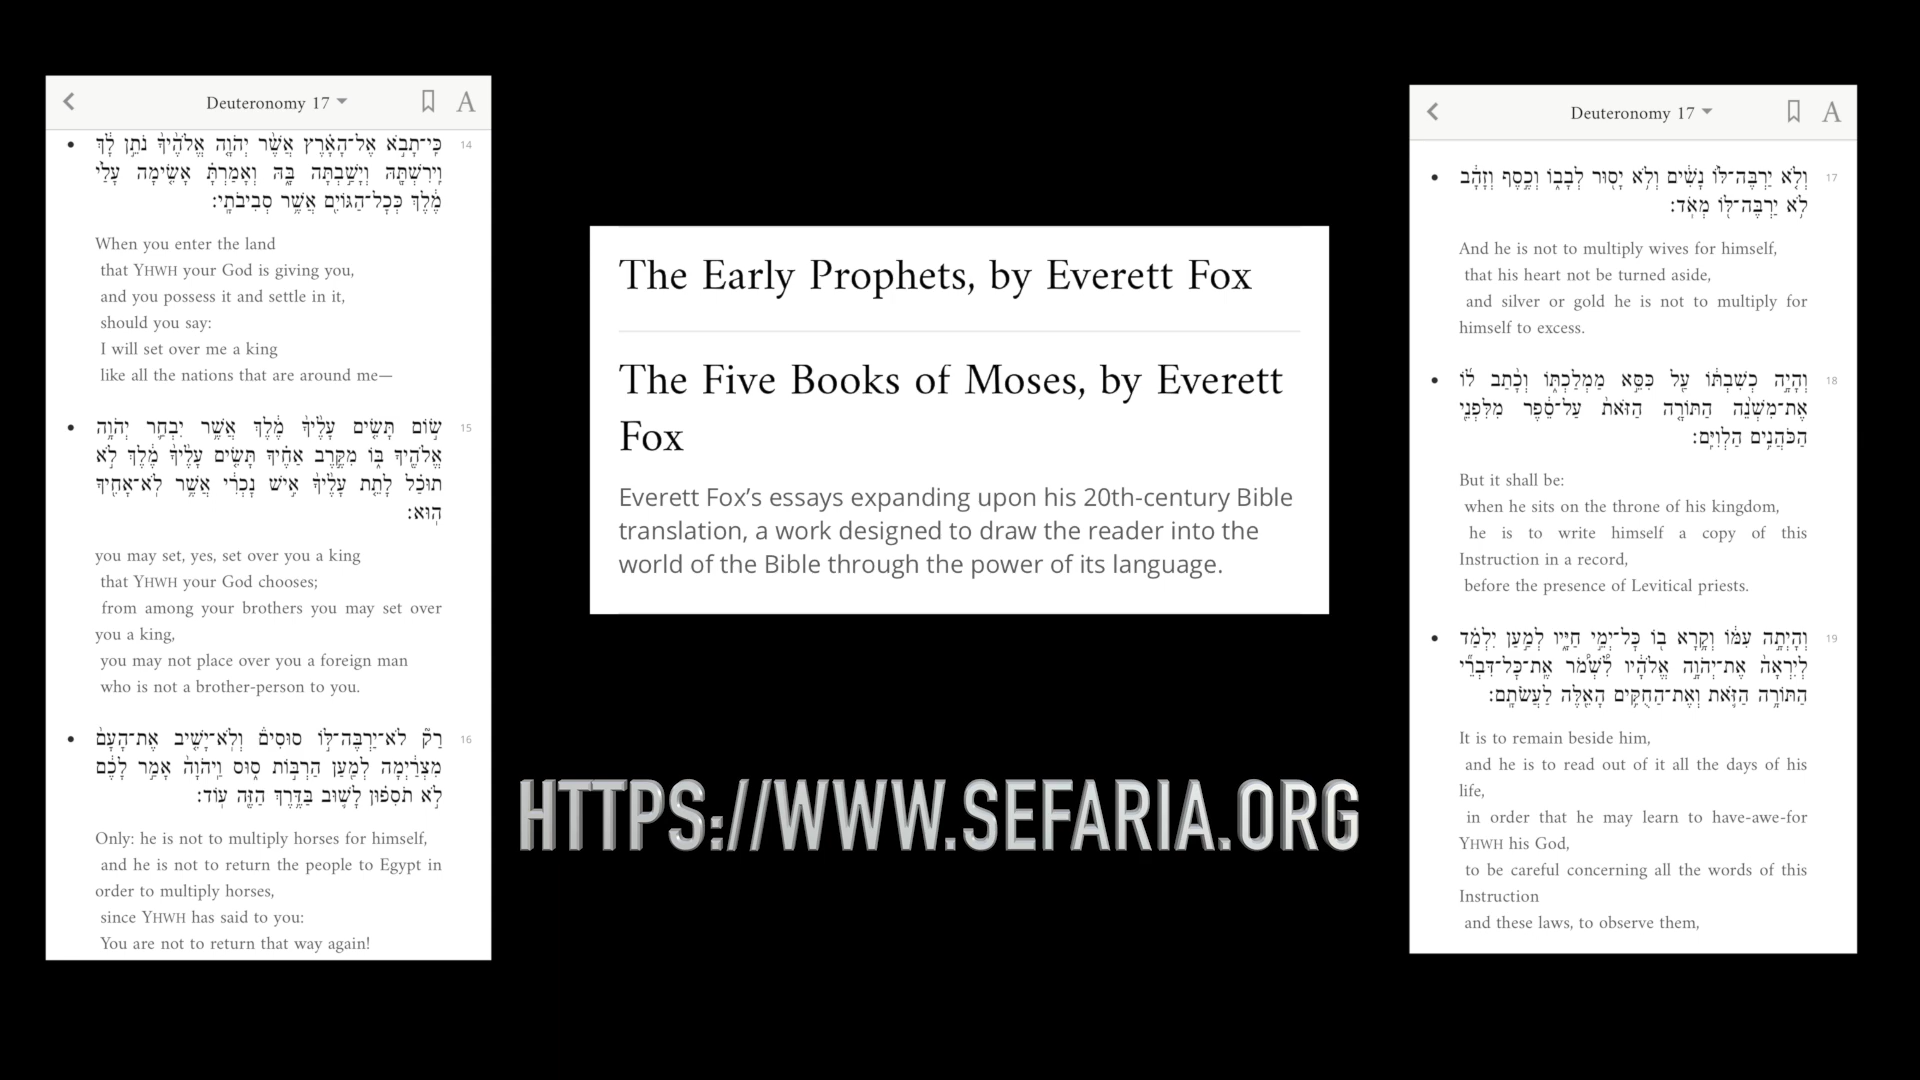 Deuteronomy 17
A
14
כִּֽי־תָבֹ֣א אֶל־הָאָ֗רֶץ אֲשֶׁ֨ר יְהֹוָ֤ה אֱלֹהֶ֙יךָ֙ נֹתֵ֣ן לָ֔ךְ
וִֽירִשְׁתָּ֖הּ וְיָשַׁ֣בְתָּה בָּ֑הּ וְאָמַרְתָּ֗ אָשִׂ֤ימָה עָלַי֙
מֶ֔לֶךְ כְּכׇל־הַגּוֹיִ֖ם אֲשֶׁ֥ר סְבִיבֹתָֽי׃
When you enter the land
that YHWH your God is giving you,
and you possess it and settle in it,
should you say:
I will set over me a king
like all the nations that are around me—
15
שׂ֣וֹם תָּשִׂ֤ים עָלֶ֙יךָ֙ מֶ֔לֶךְ אֲשֶׁ֥ר יִבְחַ֛ר יְהֹוָ֥ה
אֱלֹהֶ֖יךָ בּ֑וֹ מִקֶּ֣רֶב אַחֶ֗יךָ תָּשִׂ֤ים עָלֶ֙יךָ֙ מֶ֔לֶךְ לֹ֣א
תוּכַ֗ל לָתֵ֤ת עָלֶ֙יךָ֙ אִ֣ישׁ נׇכְרִ֔י אֲשֶׁ֥ר לֹֽא־אָחִ֖יךָ
הֽוּא׃
you may set, yes, set over you a king
that YHWH your God chooses;
from among your brothers you may set over
you a king,
you may not place over you a foreign man
who is not a brother-person to you.
16
רַק֮ לֹא־יַרְבֶּה־לּ֣וֹ סוּסִים֒ וְלֹֽא־יָשִׁ֤יב אֶת־הָעָם֙
מִצְרַ֔יְמָה לְמַ֖עַן הַרְבּ֣וֹת ס֑וּס וַֽיהֹוָה֙ אָמַ֣ר לָכֶ֔ם
לֹ֣א תֹסִפ֗וּן לָשׁ֛וּב בַּדֶּ֥רֶךְ הַזֶּ֖ה עֽוֹד׃
Only: he is not to multiply horses for himself,
and he is not to return the people to Egypt in
order to multiply horses,
since YHWH has said to you:
You are not to return that way again!
The Early Prophets, by Everett Fox
The Five Books of Moses, by Everett
Fox
Everett Fox’s essays expanding upon his 20th-century Bible
translation, a work designed to draw the reader into the
world of the Bible through the power of its language.
HTTPS://WWW.SEFARIA.ORG
Deuteronomy 17
A
17
וְלֹ֤א יַרְבֶּה־לּוֹ֙ נָשִׁ֔ים וְלֹ֥א יָס֖וּר לְבָב֑וֹ וְכֶ֣סֶף וְזָהָ֔ב
לֹ֥א יַרְבֶּה־לּ֖וֹ מְאֹֽד׃
And he is not to multiply wives for himself,
that his heart not be turned aside,
and silver or gold he is not to multiply for
himself to excess.
18
וְהָיָ֣ה כְשִׁבְתּ֔וֹ עַ֖ל כִּסֵּ֣א מַמְלַכְתּ֑וֹ וְכָ֨תַב ל֜וֹ
אֶת־מִשְׁנֵ֨ה הַתּוֹרָ֤ה הַזֹּאת֙ עַל־סֵ֔פֶר מִלִּפְנֵ֥י
הַכֹּהֲנִ֖ים הַלְוִיִּֽם׃
But it shall be:
when he sits on the throne of his kingdom,
he is to write himself a copy of this
Instruction in a record,
before the presence of Levitical priests.
19
וְהָיְתָ֣ה עִמּ֔וֹ וְקָ֥רָא ב֖וֹ כׇּל־יְמֵ֣י חַיָּ֑יו לְמַ֣עַן יִלְמַ֗ד
לְיִרְאָה֙ אֶת־יְהֹוָ֣ה אֱלֹהָ֔יו לִ֠שְׁמֹ֠ר אֶֽת־כׇּל־דִּבְרֵ֞י
הַתּוֹרָ֥ה הַזֹּ֛את וְאֶת־הַחֻקִּ֥ים הָאֵ֖לֶּה לַעֲשֹׂתָֽם׃
It is to remain beside him,
and he is to read out of it all the days of his
life,
in order that he may learn to have-awe-for
YHWH his God,
to be careful concerning all the words of this
Instruction
and these laws, to observe them,